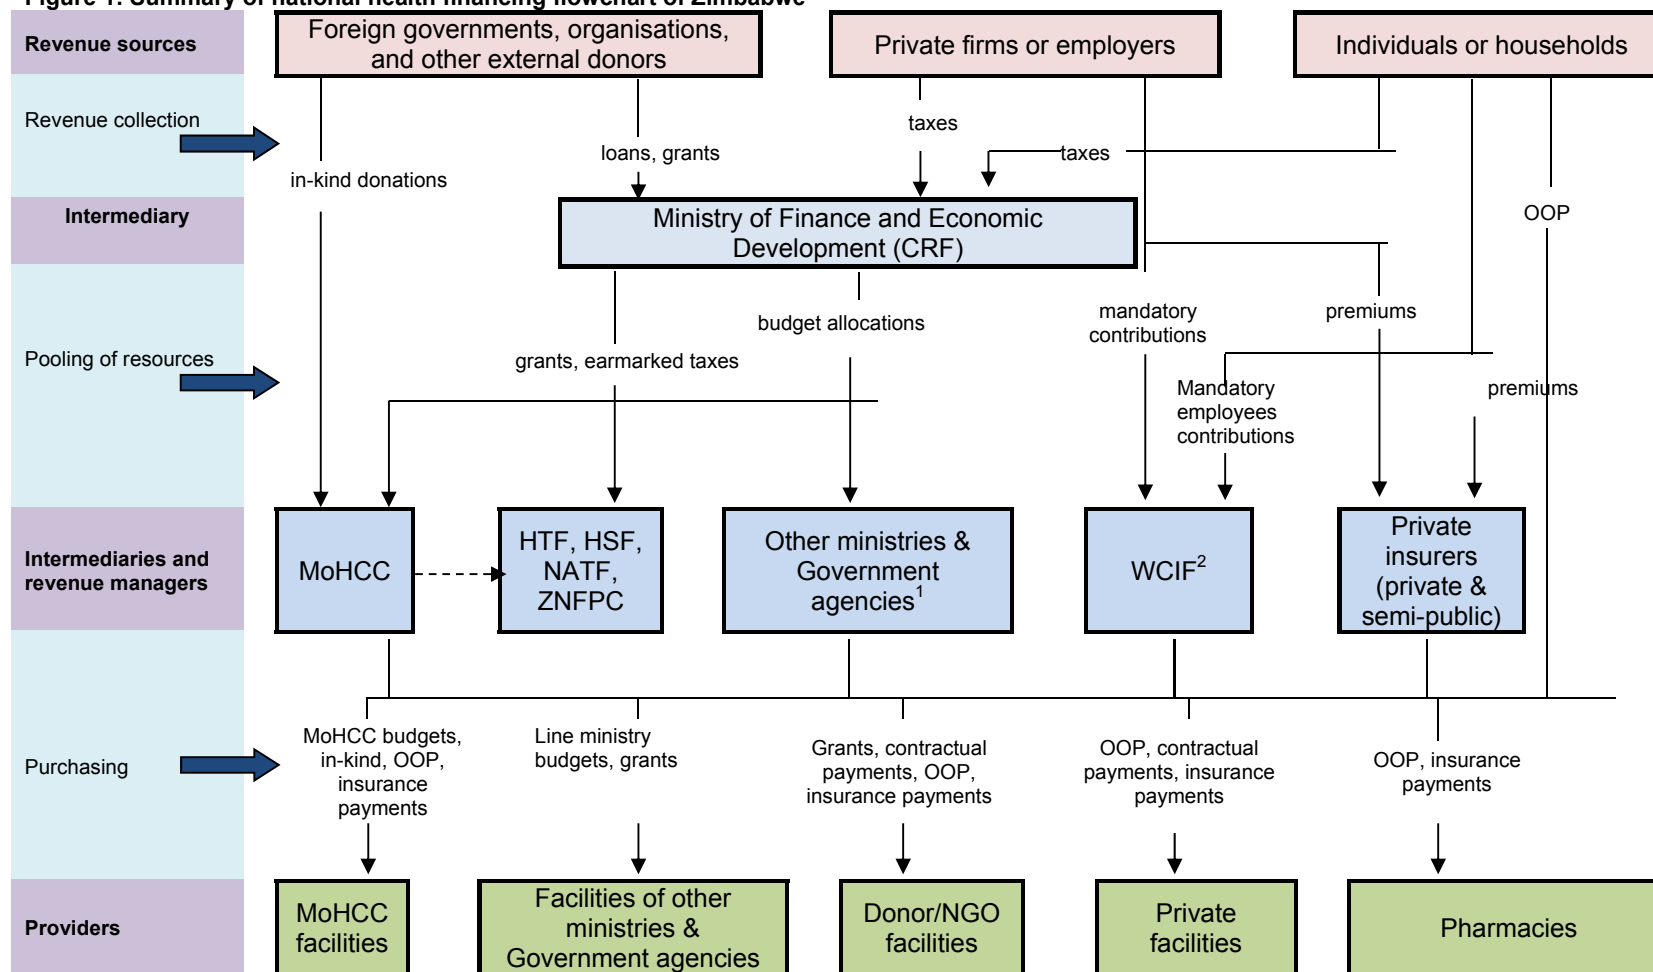 Figure 1. Summary of national health financing flowchart of Zimbabwe
Revenue sources
Foreign governments, organisations,
and other external donors
Private firms or employers
Individuals or households
Revenue collection
taxes
loans, grants
taxes
in-kind donations
Intermediary
Ministry of Finance and Economic
Development (CRF)
OOP
budget allocations
mandatory
contributions
premiums
Pooling of resources
grants, earmarked taxes
Mandatory
employees
contributions
premiums
Intermediaries and
revenue managers
MoHCC
HTF, HSF,
NATF,
ZNFPC
Other ministries &
Government
agencies1
WCIF2
Private
insurers
(private &
semi-public)
Purchasing
MoHCC budgets,
in-kind, OOP,
insurance
payments
Line ministry
budgets, grants
Grants, contractual
payments, OOP,
insurance payments
OOP, contractual
payments, insurance
payments
OOP, insurance
payments
Providers
MoHCC
facilities
Facilities of other
ministries &
Government agencies
Donor/NGO
facilities
Private
facilities
Pharmacies